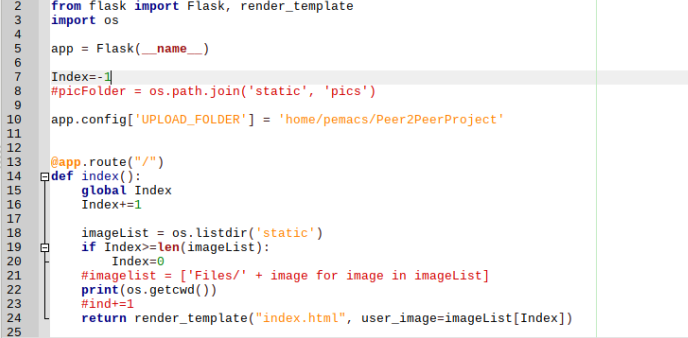 2 from flask import Flask, render_template
3 import os
4
5 app = Flask(__name__)
6
7 Index=-1
8 #picFolder = os.path.join('static', 'pics')
9
10 app.config['UPLOAD_FOLDER'] = 'home/pemacs/Peer2PeerProject'
11
12
13 @app.route("/")
14 def index():
15     global Index
16     Index+=1
17
18     imageList = os.listdir('static')
19     if Index>=len(imageList):
20         Index=0
21     #imagelist = ['Files/' + image for image in imageList]
22     print(os.getcwd())
23     #ind+=1
24     return render_template("index.html", user_image=imageList[Index])
25